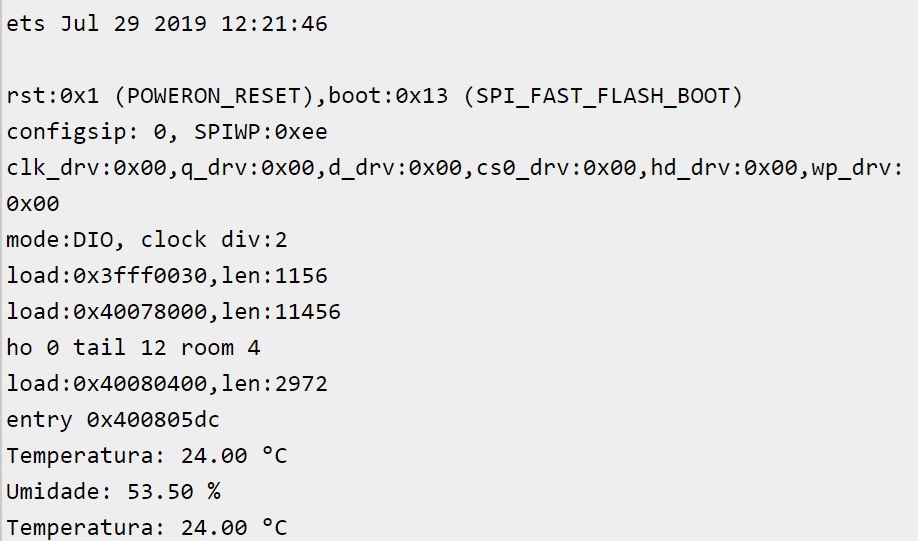 ets Jul 29 2019 12:21:46
rst:0x1 (POWERON_RESET),boot:0x13 (SPI_FAST_FLASH_BOOT)
configsip: 0, SPIWP:0xee
clk_drv:0x00,q_drv:0x00,d_drv:0x00,cs0_drv:0x00,hd_drv:0x00,wp_drv:
0x00
mode:DIO, clock div:2
load:0x3fff0030,len:1156
load:0x40078000,len:11456
ho 0 tail 12 room 4
load:0x40080400,len:2972
entry 0x400805dc
Temperatura: 24.00 °C
Umidade: 53.50 %
Temperatura: 24.00 °C